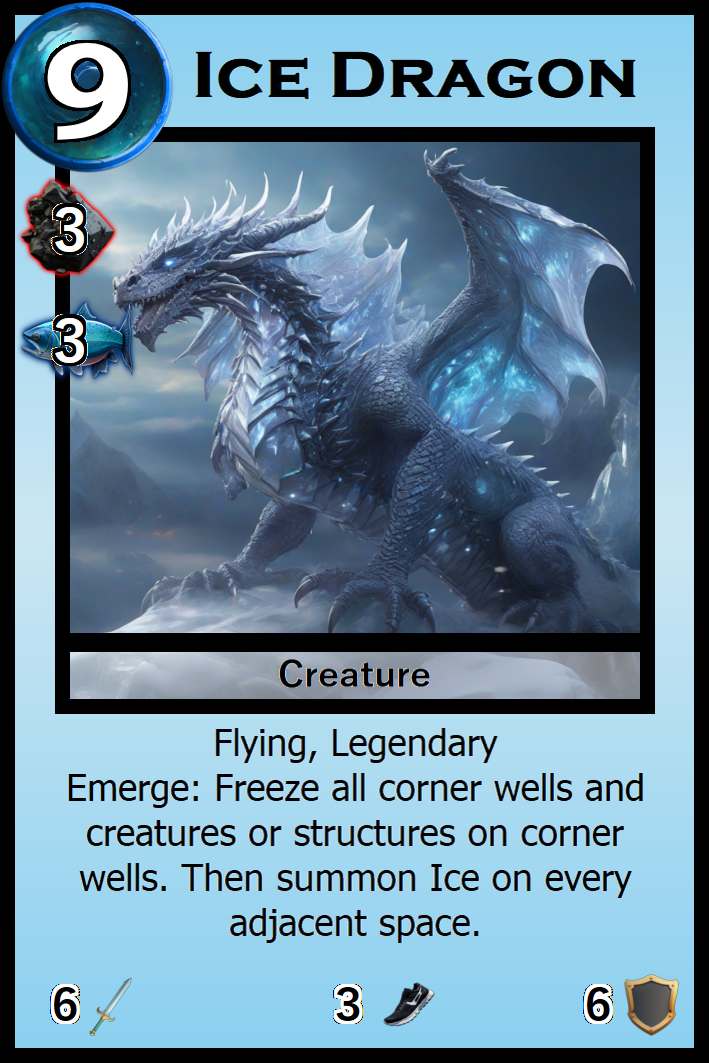 9
Ice Dragon
3
3
Creature
Flying, Legendary
Emerge: Freeze all corner wells and
creatures or structures on corner
wells. Then summon Ice on every
adjacent space.
6 3 6